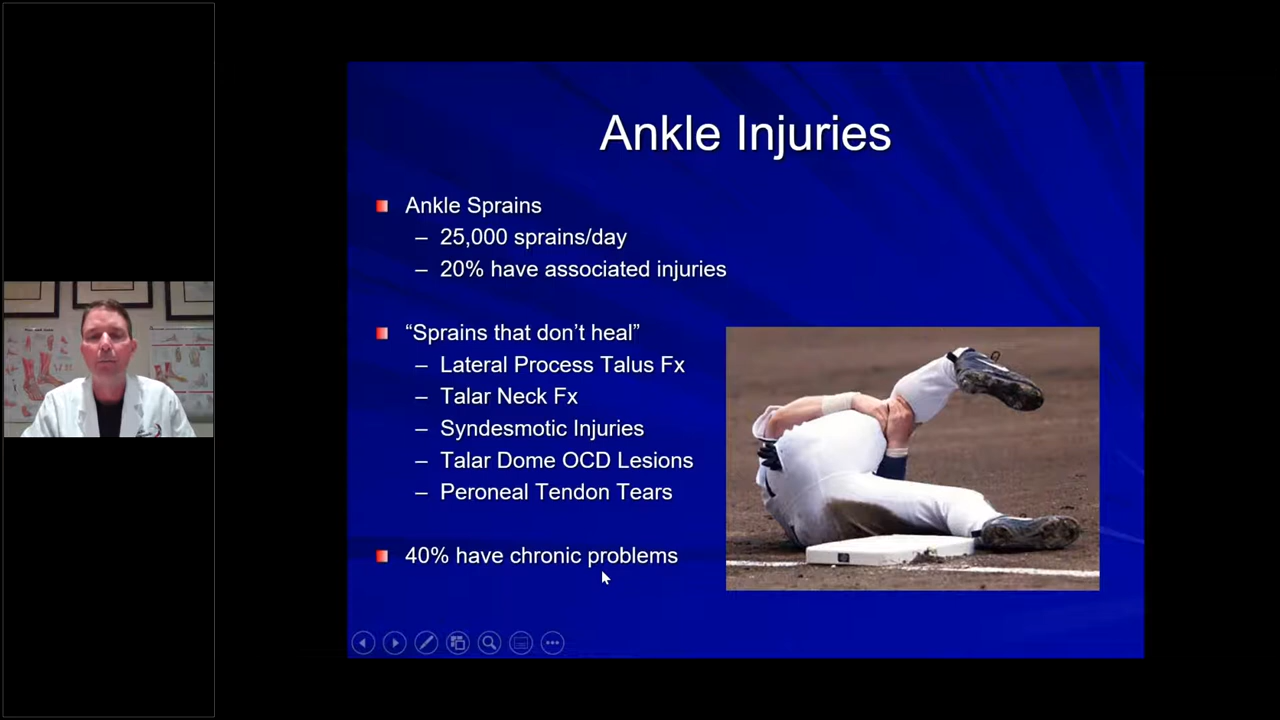 Ankle Injuries
Ankle Sprains
– 25,000 sprains/day
– 20% have associated injuries
“Sprains that don’t heal”
– Lateral Process Talus Fx
– Talar Neck Fx
– Syndesmotic Injuries
– Talar Dome OCD Lesions
– Peroneal Tendon Tears
40% have chronic problems